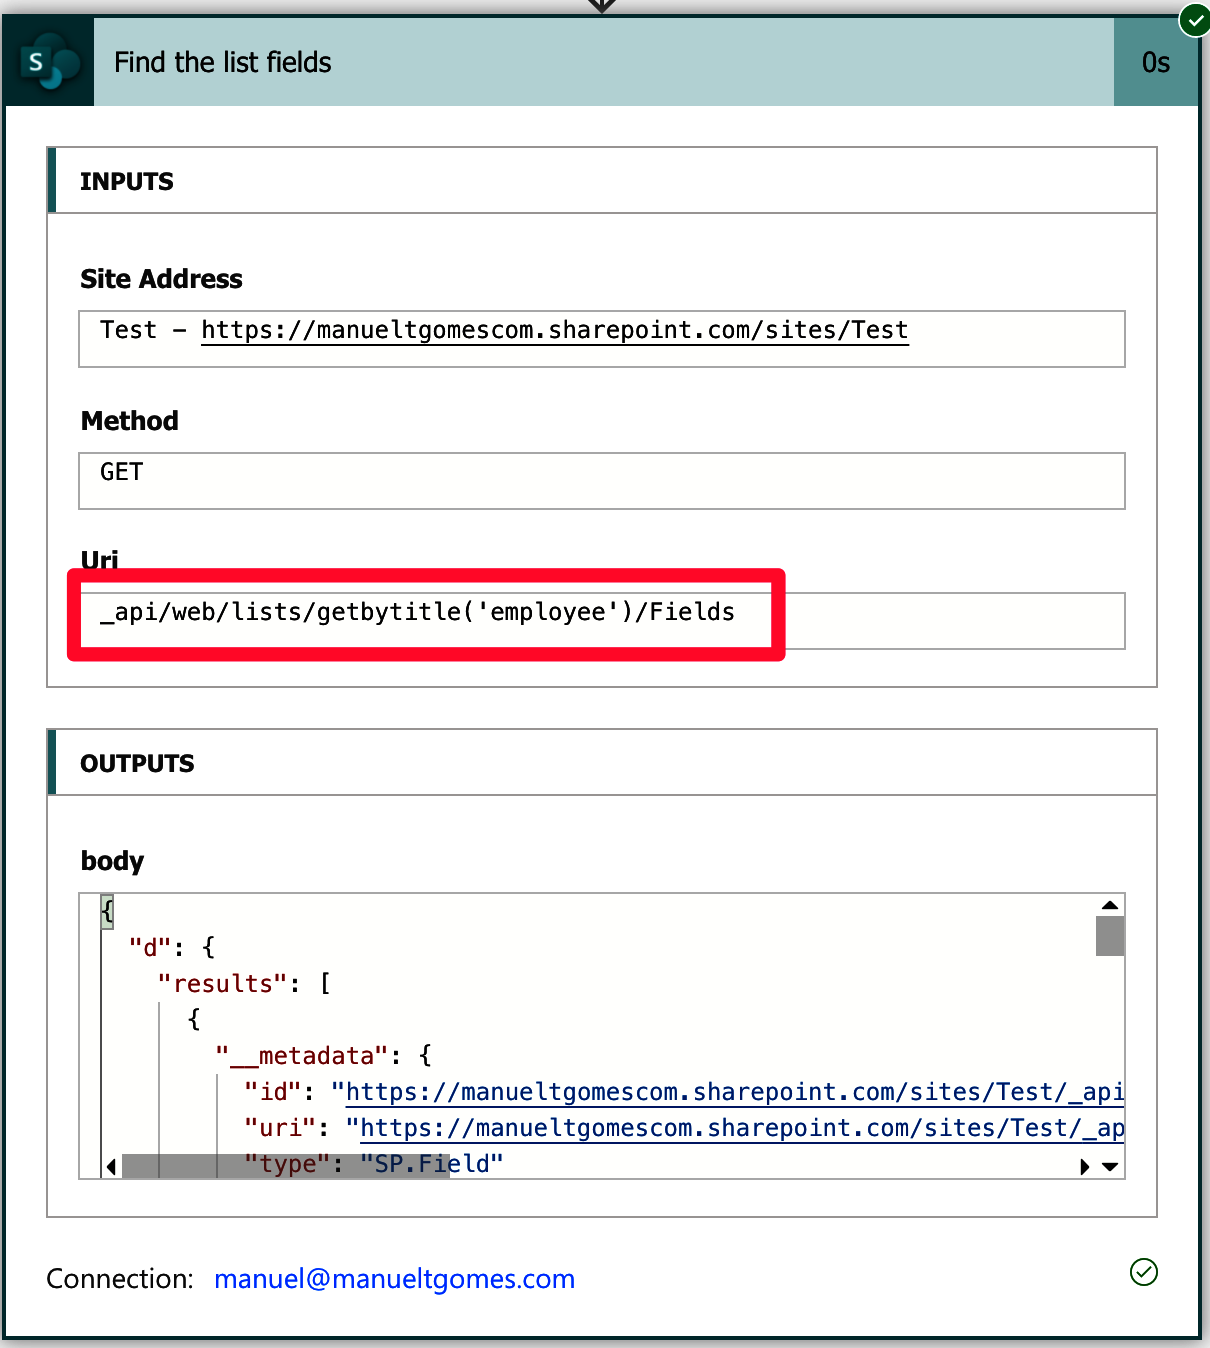 S
Find the list fields
0s
INPUTS
Site Address
Test - https://manueltgomescom.sharepoint.com/sites/Test
Method
GET
Uri
_api/web/lists/getbytitle('employee')/Fields
OUTPUTS
body
{
"d": {
"results": [
{
"__metadata": {
"id": "https://manueltgomescom.sharepoint.com/sites/Test/_api
"uri": "https://manueltgomescom.sharepoint.com/sites/Test/_ap
"type": "SP.Field"
Connection: manuel@manueltgomes.com